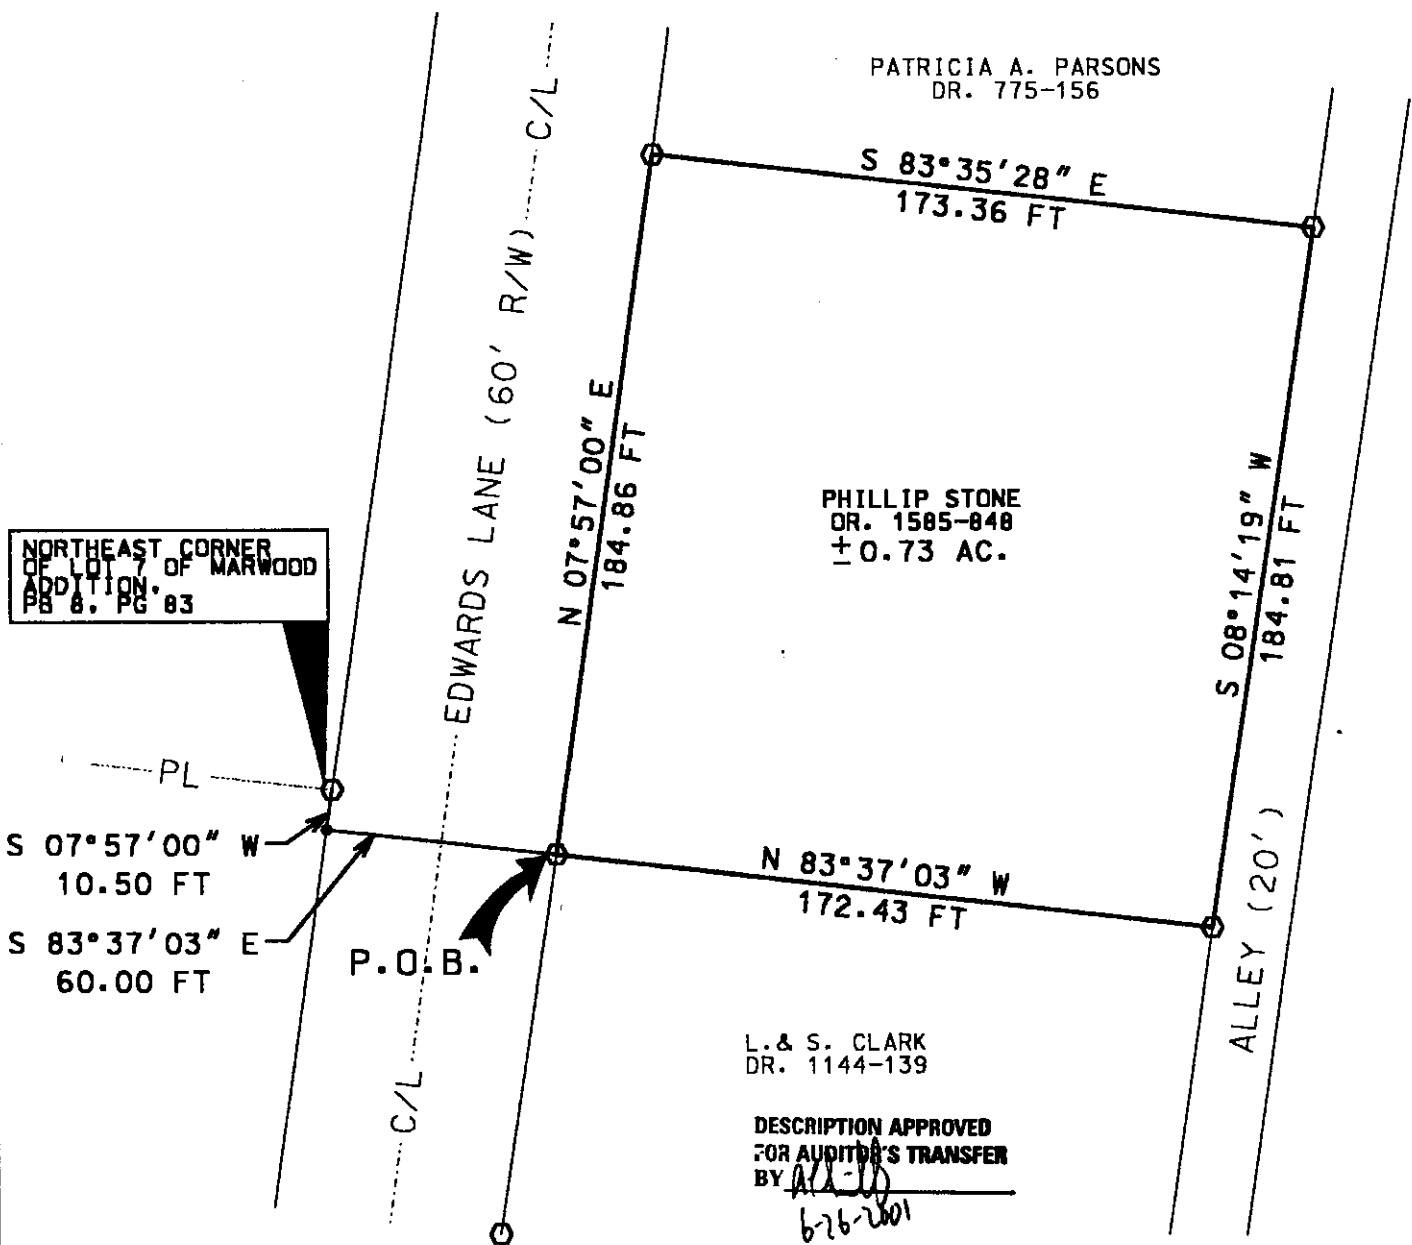 PATRICIA A. PARSONS
DR. 775-156
C/L
S 83°35'28" E
173.36 FT
EDWARDS LANE (60' R/W)
N 07°57'00" E
184.86 FT
PHILLIP STONE
DR. 1585-848
±0.73 AC.
S 08°14'19" W
184.81 FT
NORTHEAST CORNER
OF LOT 7 OF MARWOOD
ADDITION.
PB 8. PG 83
PL
S 07°57'00" W
10.50 FT
S 83°37'03" E
60.00 FT
P.O.B.
N 83°37'03" W
172.43 FT
ALLEY (20')
C/L
L.& S. CLARK
DR. 1144-139
DESCRIPTION APPROVED
FOR AUDITOR'S TRANSFER
BY
6-26-2001